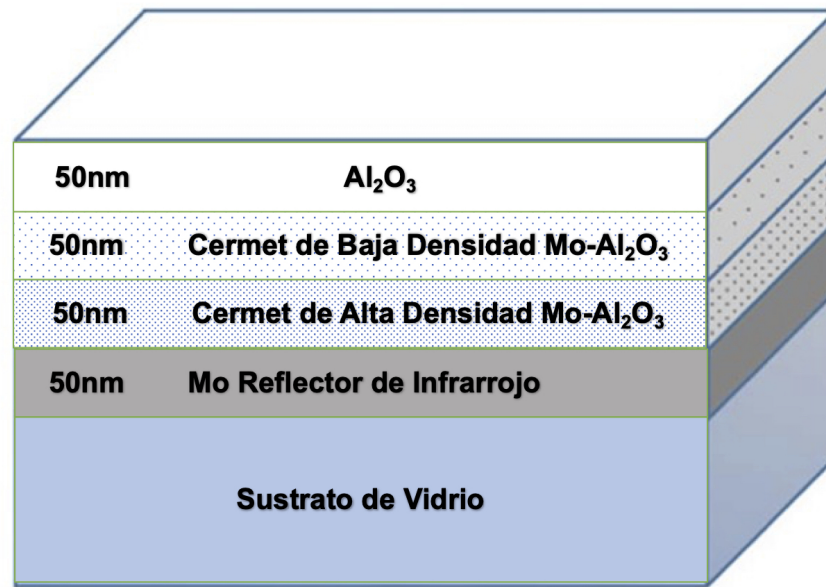 50nm Al₂O₃
50nm Cermet de Baja Densidad Mo-Al₂O₃
50nm Cermet de Alta Densidad Mo-Al₂O₃
50nm Mo Reflector de Infrarrojo
Sustrato de Vidrio